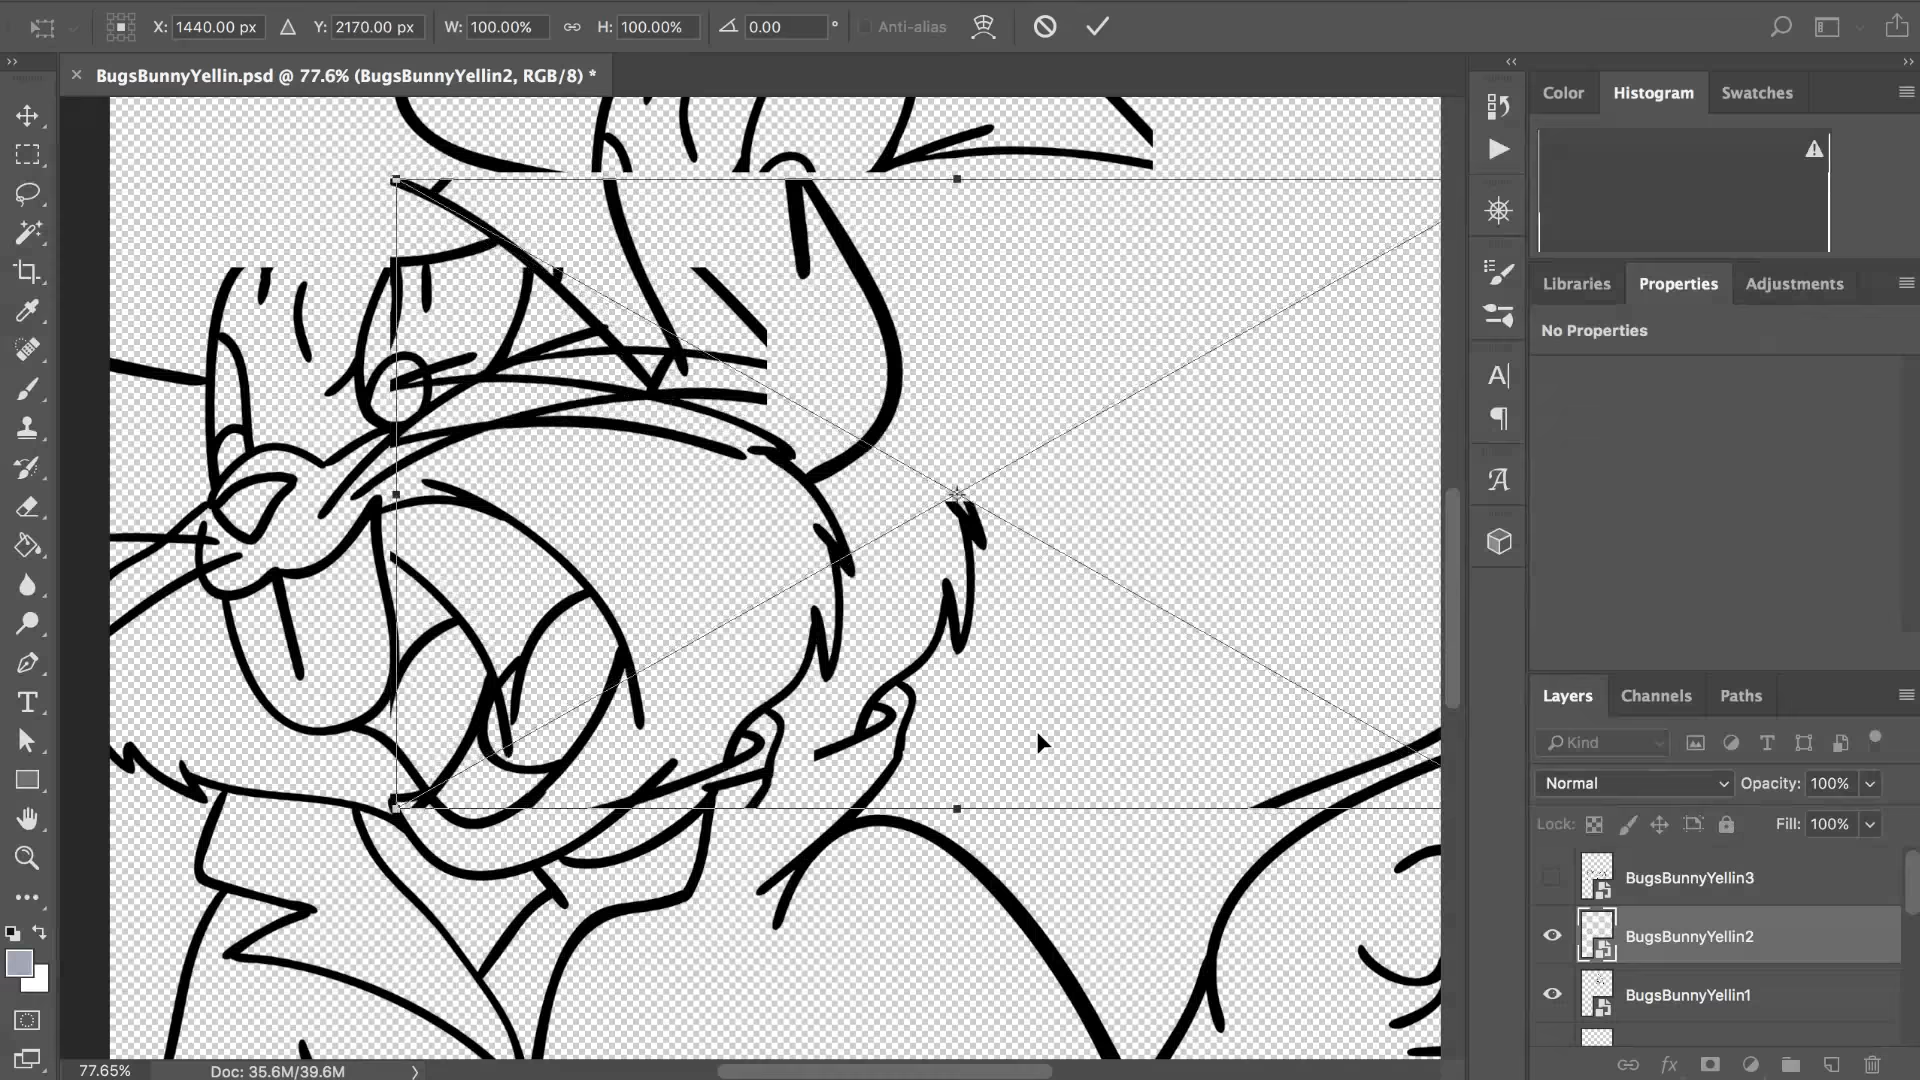 X: 1440.00 px Y: 2170.00 px W: 100.00% H: 100.00% 0.00 ° Anti-alias
BugsBunnyYellin.psd @ 77.6% (BugsBunnyYellin2, RGB/8) *
Color Histogram Swatches
Libraries Properties Adjustments
No Properties
Layers Channels Paths
Kind
Normal Opacity: 100%
Lock: Fill: 100%
BugsBunnyYellin3
BugsBunnyYellin2
BugsBunnyYellin1
77.65% Doc: 35.6M/39.6M